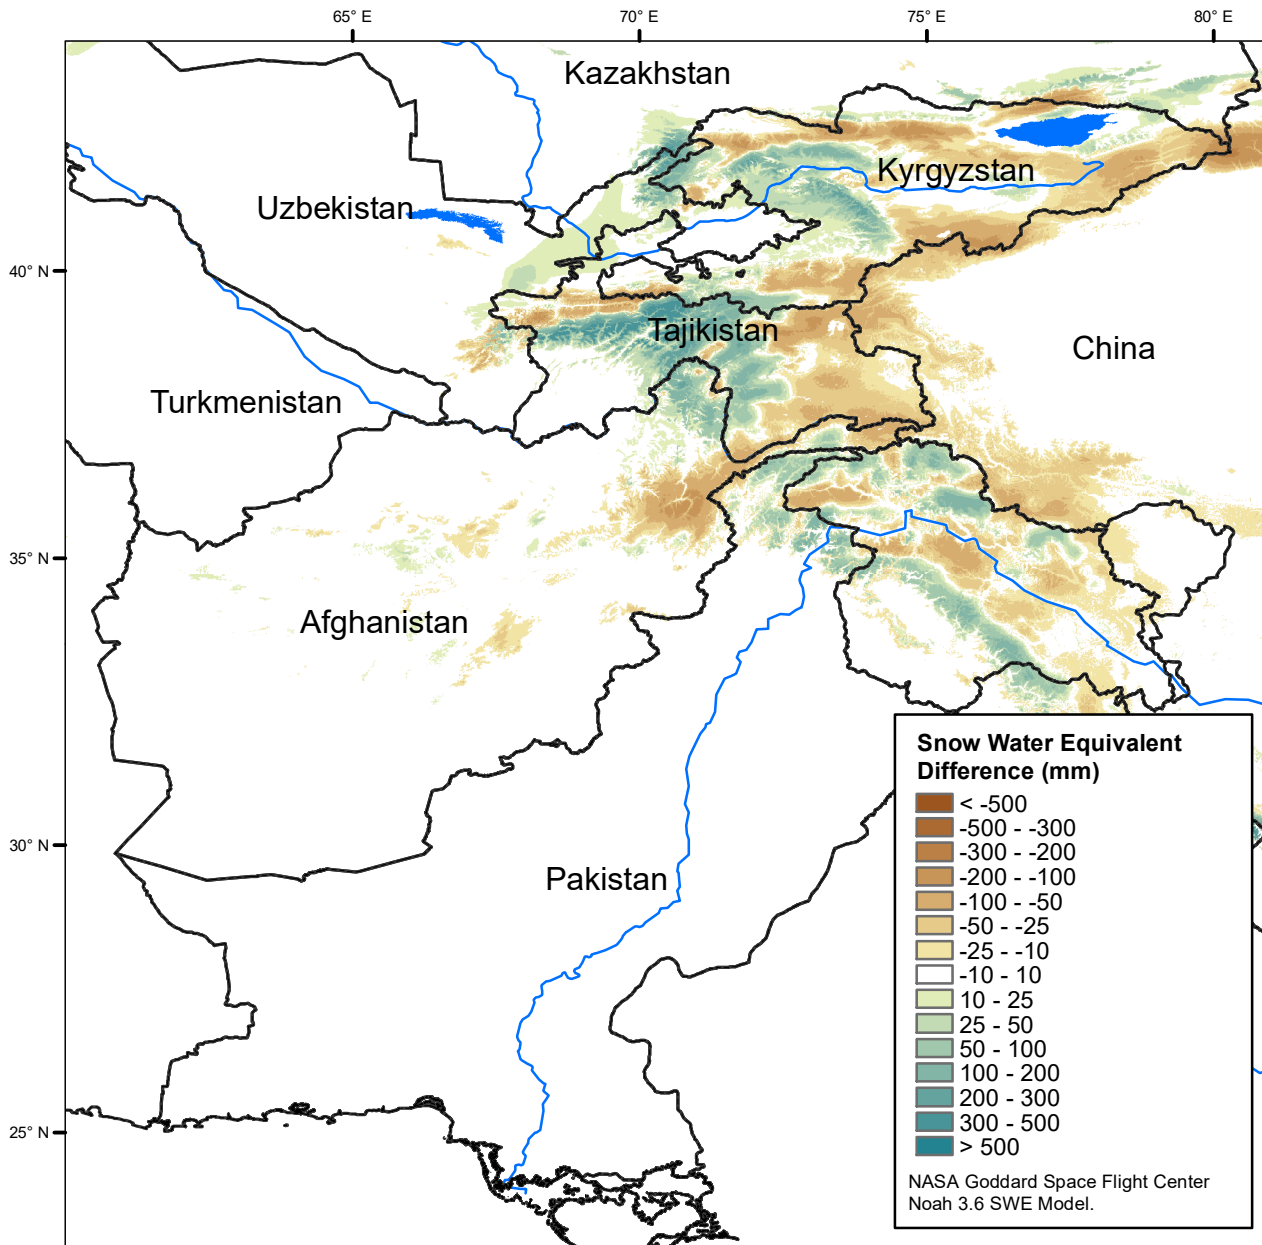 65° E
70° E
75° E
80° E
Kazakhstan
Kyrgyzstan
Uzbekistan
40° N
Tajikistan
China
Turkmenistan
35° N
Afghanistan
30° N
Pakistan
25° N
Snow Water Equivalent
Difference (mm)
< -500
-500 - -300
-300 - -200
-200 - -100
-100 - -50
-50 - -25
-25 - -10
-10 - 10
10 - 25
25 - 50
50 - 100
100 - 200
200 - 300
300 - 500
> 500
NASA Goddard Space Flight Center
Noah 3.6 SWE Model.